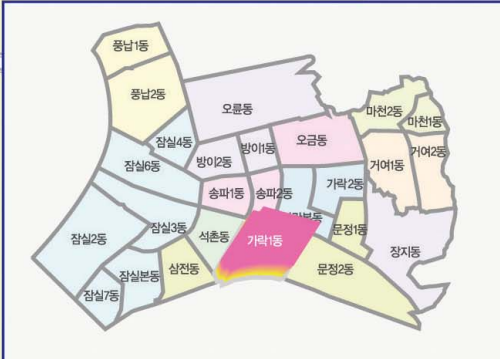 풍납1동
풍납2동
오륜동
마천2동
마천1동
잠실4동
오금동
방이1동
방이2동
거여2동
거여1동
잠실6동
가락2동
송파1동
송파2동
잠실3동
문정1동
석촌동
가락1동
잠실2동
장지동
삼전동
문정2동
잠실본동
잠실7동